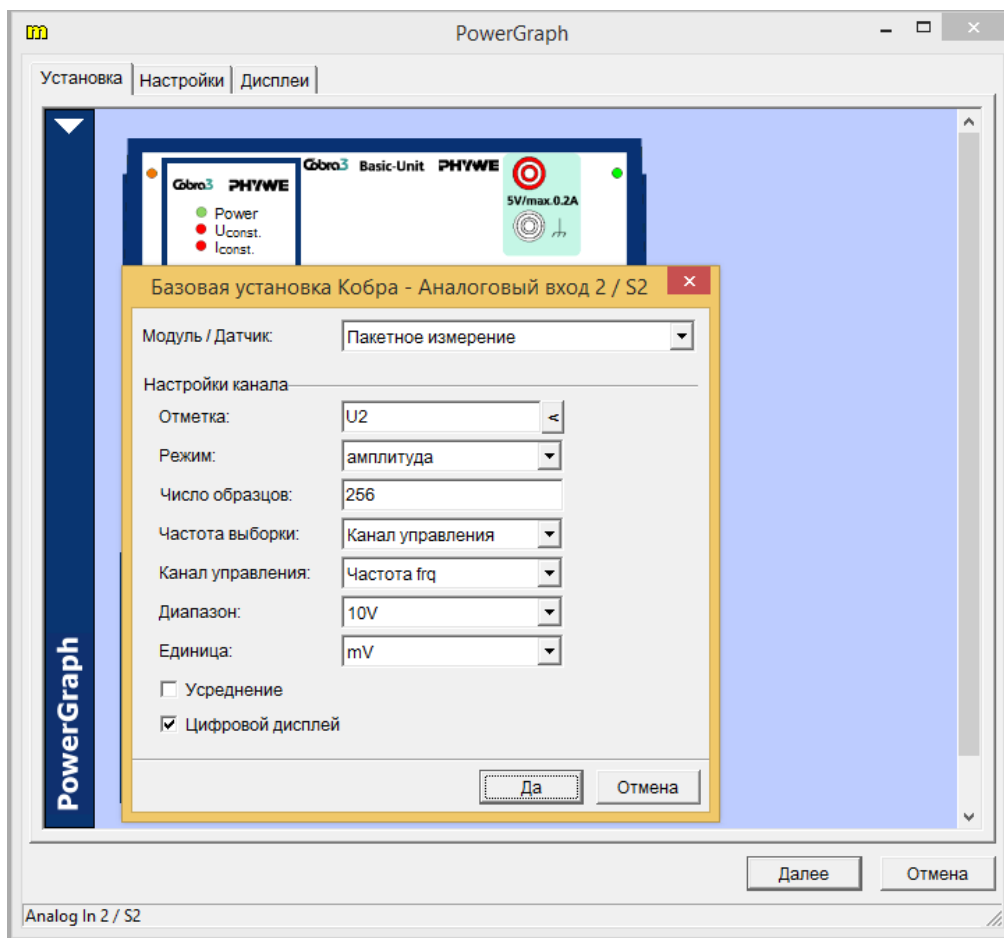 PowerGraph
Установка Настройки Дисплеи
Cobra3 Basic-Unit PHYWE
Cobra3 PHYWE
5V/max.0.2A
Power
Uconst.
Iconst.
Базовая установка Кобра - Аналоговый вход 2 / S2
Модуль / Датчик: Пакетное измерение
Настройки канала
Отметка: U2 <
Режим: амплитуда
Число образцов: 256
Частота выборки: Канал управления
Канал управления: Частота frq
Диапазон: 10V
Единица: mV
Усреднение
Цифровой дисплей
Да Отмена
PowerGraph
Далее Отмена
Analog In 2 / S2